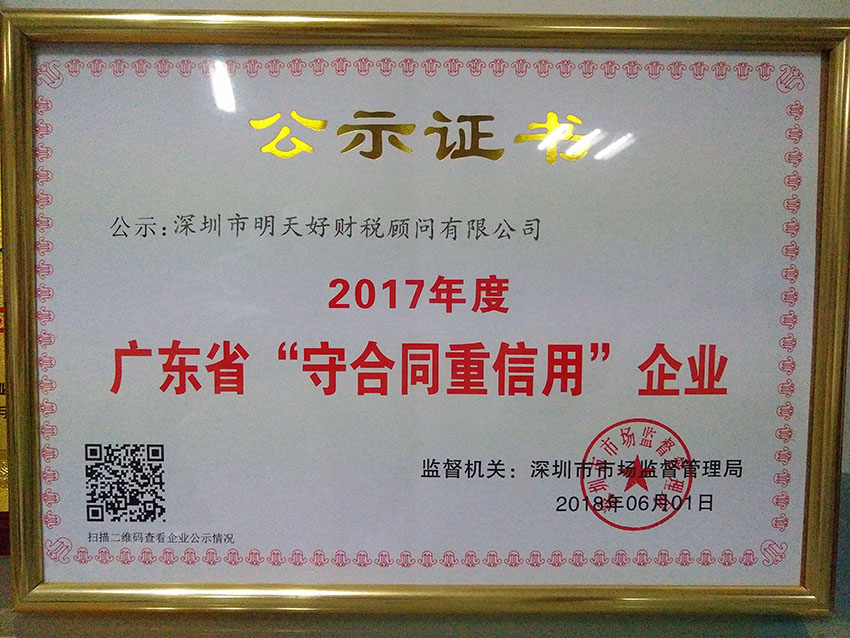 公示证书
公示:深圳市明天好财税顾问有限公司
2017年度
广东省“守合同重信用”企业
监督机关:深圳市市场监督管理局
2018年06月01日
扫描二维码查看企业公示情况